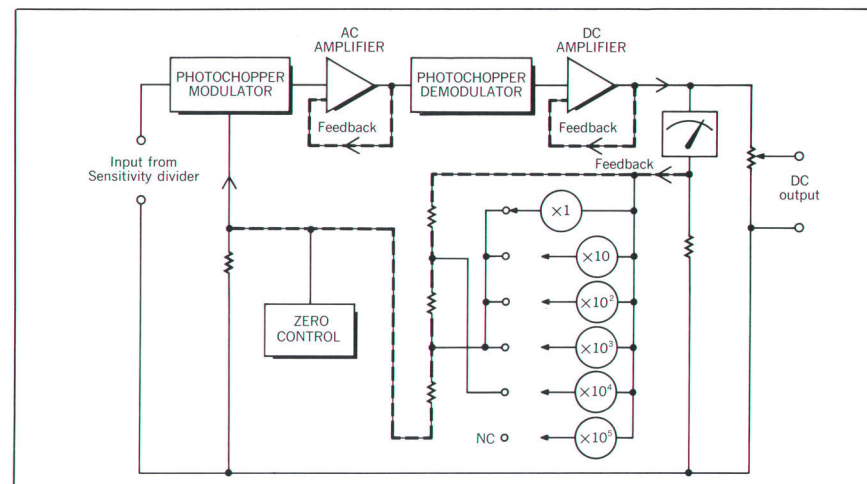 AC
AMPLIFIER
DC
AMPLIFIER
PHOTOCHOPPER
MODULATOR
PHOTOCHOPPER
DEMODULATOR
Feedback
Feedback
Input from
Sensitivity divider
Feedback
DC
output
×1
×10
×10²
ZERO
CONTROL
×10³
×10⁴
NC
×10⁵